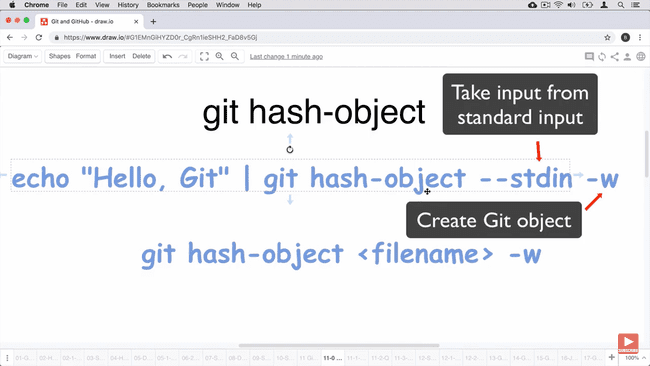 Chrome File Edit View History Bookmarks People Window Help
Git and GitHub - draw.io
https://www.draw.io/#G1EMnGiHYZD0r_CgRn1ieSHH2_FaD8v5Gj
Diagram Shapes Format Insert Delete Last change 1 minute ago
git hash-object
Take input from
standard input
echo "Hello, Git" | git hash-object --stdin -w
Create Git object
git hash-object <filename> -w
SUBSCRIBE
11-0 ...
100%